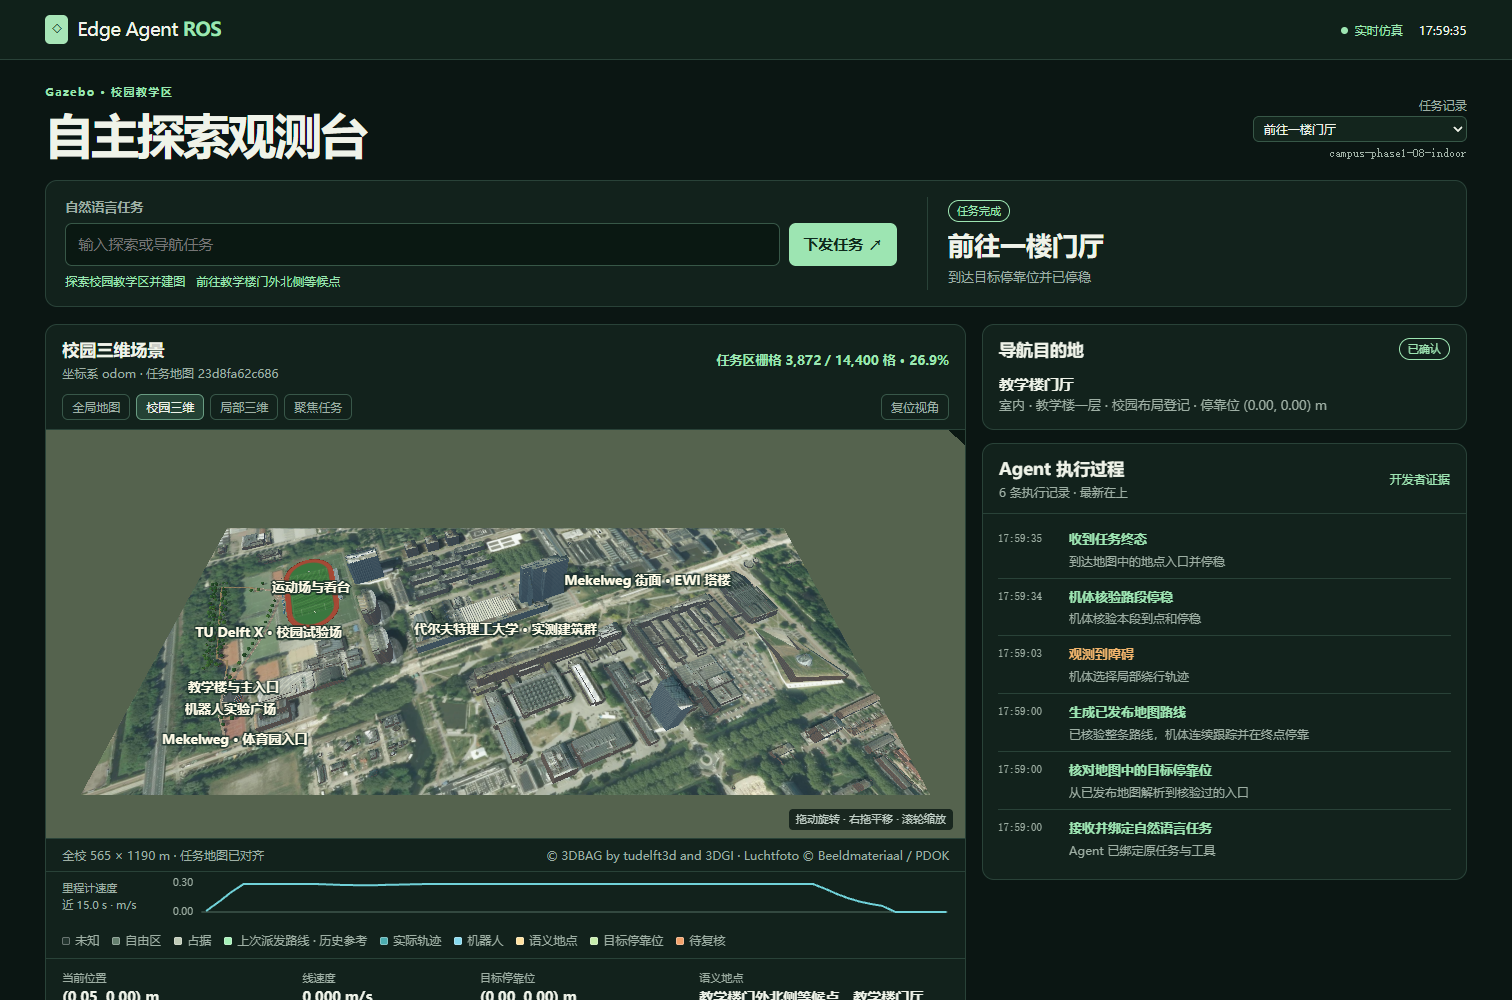 Edge Agent ROS
实时仿真 17:59:35
Gazebo • 校园教学区
自主探索观测台
任务记录
前往一楼门厅
campus-phase1-08-indoor
自然语言任务
输入探索或导航任务
下发任务 ↗
探索校园教学区并建图 前往教学楼门外北侧等候点
任务完成
前往一楼门厅
到达目标停靠位并已停稳
校园三维场景
坐标系 odom · 任务地图 23d8fa62c686
任务区栅格 3,872 / 14,400 格 • 26.9%
全局地图 校园三维 局部三维 聚焦任务 复位视角
运动场与看台
Mekelweg 街面 • EWI 塔楼
TU Delft X • 校园试验场
代尔夫特理工大学 • 实测建筑群
教学楼与主入口
机器人实验广场
Mekelweg • 体育园入口
拖动旋转 · 右拖平移 · 滚轮缩放
全校 565 × 1190 m · 任务地图已对齐
© 3DBAG by tudelft3d and 3DGI · Luchtfoto © Beeldmateriaal / PDOK
里程计速度
近 15.0 s · m/s
0.30
0.00
未知 自由区 占据 上次派发路线 · 历史参考 实际轨迹 机器人 语义地点 目标停靠位 待复核
当前位置 线速度 目标停靠位 语义地点
(0.05, 0.00) m 0.000 m/s (0.00, 0.00) m 教学楼门外北侧等候点、教学楼门厅
导航目的地
已确认
教学楼门厅
室内 · 教学楼一层 · 校园布局登记 · 停靠位 (0.00, 0.00) m
Agent 执行过程
6 条执行记录 · 最新在上
开发者证据
17:59:35 收到任务终态
到达地图中的地点入口并停稳
17:59:34 机体核验路段停稳
机体核验本段到点和停稳
17:59:03 观测到障碍
机体选择局部绕行轨迹
17:59:00 生成已发布地图路线
已核验整条路线，机体连续跟踪并在终点停靠
17:59:00 核对地图中的目标停靠位
从已发布地图解析到核验过的入口
17:59:00 接收并绑定自然语言任务
Agent 已绑定原任务与工具